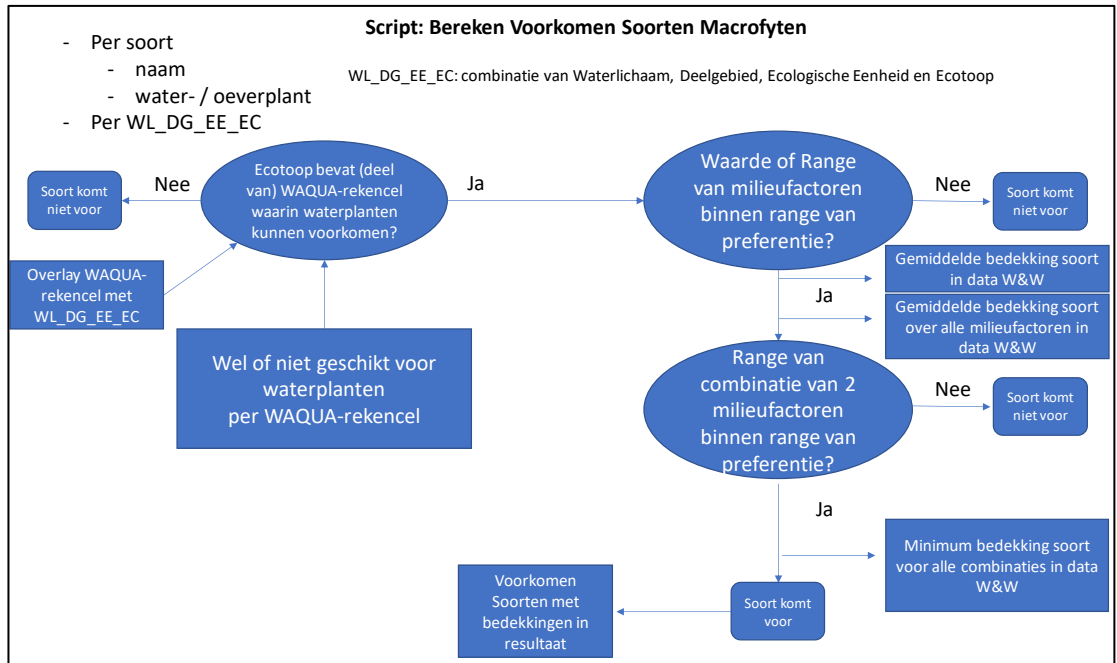 Script: Bereken Voorkomen Soorten Macrofyten
- Per soort
- naam
- water- / oeverplant
- Per WL_DG_EE_EC
WL_DG_EE_EC: combinatie van Waterlichaam, Deelgebied, Ecologische Eenheid en Ecotoop
Soort komt
niet voor
Nee
Ecotoop bevat (deel
van) WAQUA-rekencel
waarin waterplanten
kunnen voorkomen?
Ja
Waarde of Range
van milieufactoren
binnen range van
preferentie?
Nee
Soort komt
niet voor
Overlay WAQUA-
rekencel met
WL_DG_EE_EC
Wel of niet geschikt voor
waterplanten
per WAQUA-rekencel
Ja
Gemiddelde bedekking soort
in data W&W
Gemiddelde bedekking soort
over alle milieufactoren in
data W&W
Range van
combinatie van 2
milieufactoren
binnen range van
preferentie?
Nee
Soort komt
niet voor
Ja
Minimum bedekking soort
voor alle combinaties in data
W&W
Soort komt
voor
Voorkomen
Soorten met
bedekkingen in
resultaat